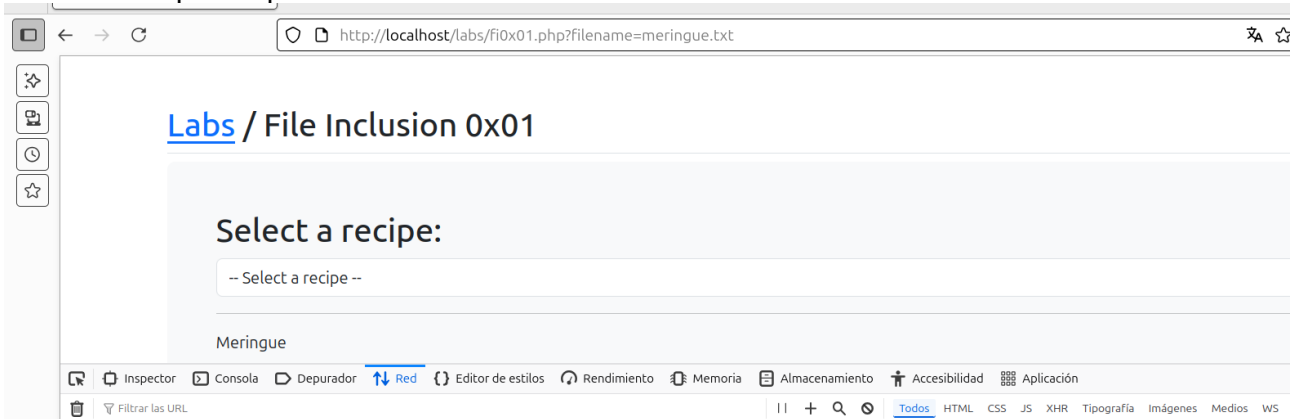 http://localhost/labs/fi0x01.php?filename=meringue.txt
Labs / File Inclusion 0x01
Select a recipe:
-- Select a recipe --
Meringue
Inspector Consola Depurador Red Editor de estilos Rendimiento Memoria Almacenamiento Accesibilidad Aplicación
Filtrar las URL Todos HTML CSS JS XHR Tipografía Imágenes Medios WS